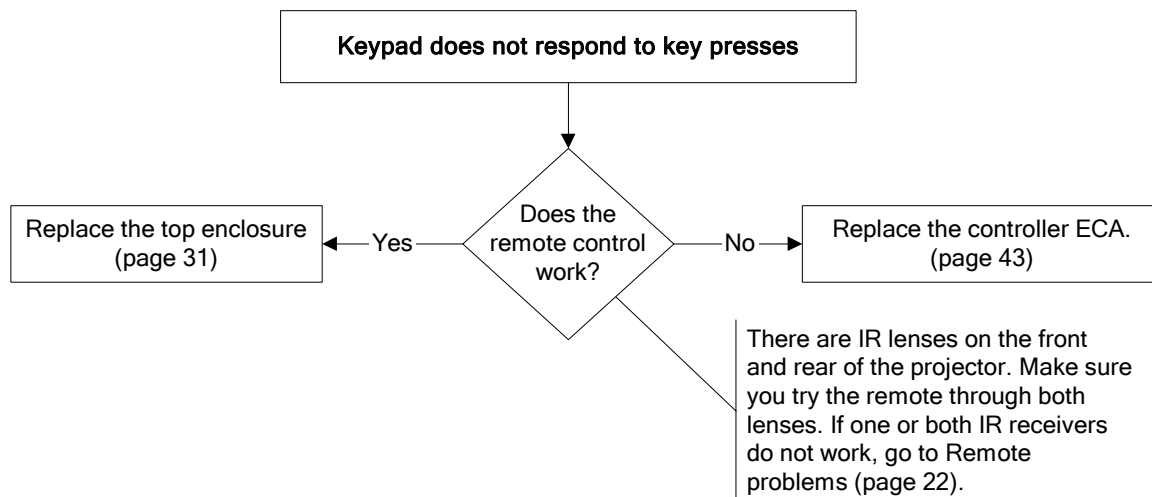 Keypad does not respond to key presses
Does the
remote control
work?
Yes
Replace the top enclosure
(page 31)
No
Replace the controller ECA.
(page 43)
There are IR lenses on the front
and rear of the projector. Make sure
you try the remote through both
lenses. If one or both IR receivers
do not work, go to Remote
problems (page 22).